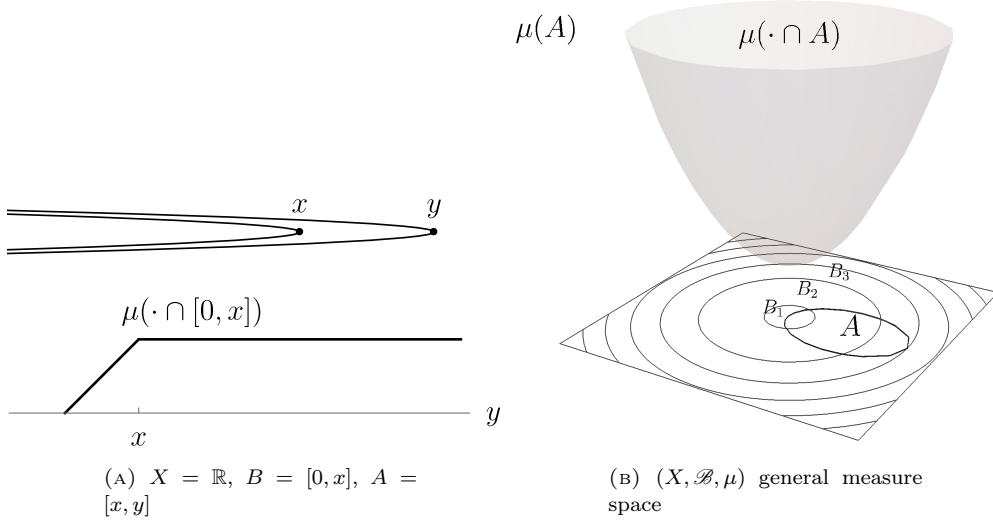 μ(A)
μ(· ∩ A)
x
y
B₃
B₂
B₁
A
μ(· ∩ [0, x])
y
x
(A) X = ℝ, B = [0, x], A =
[x, y]
(B) (X, ℬ, μ) general measure
space